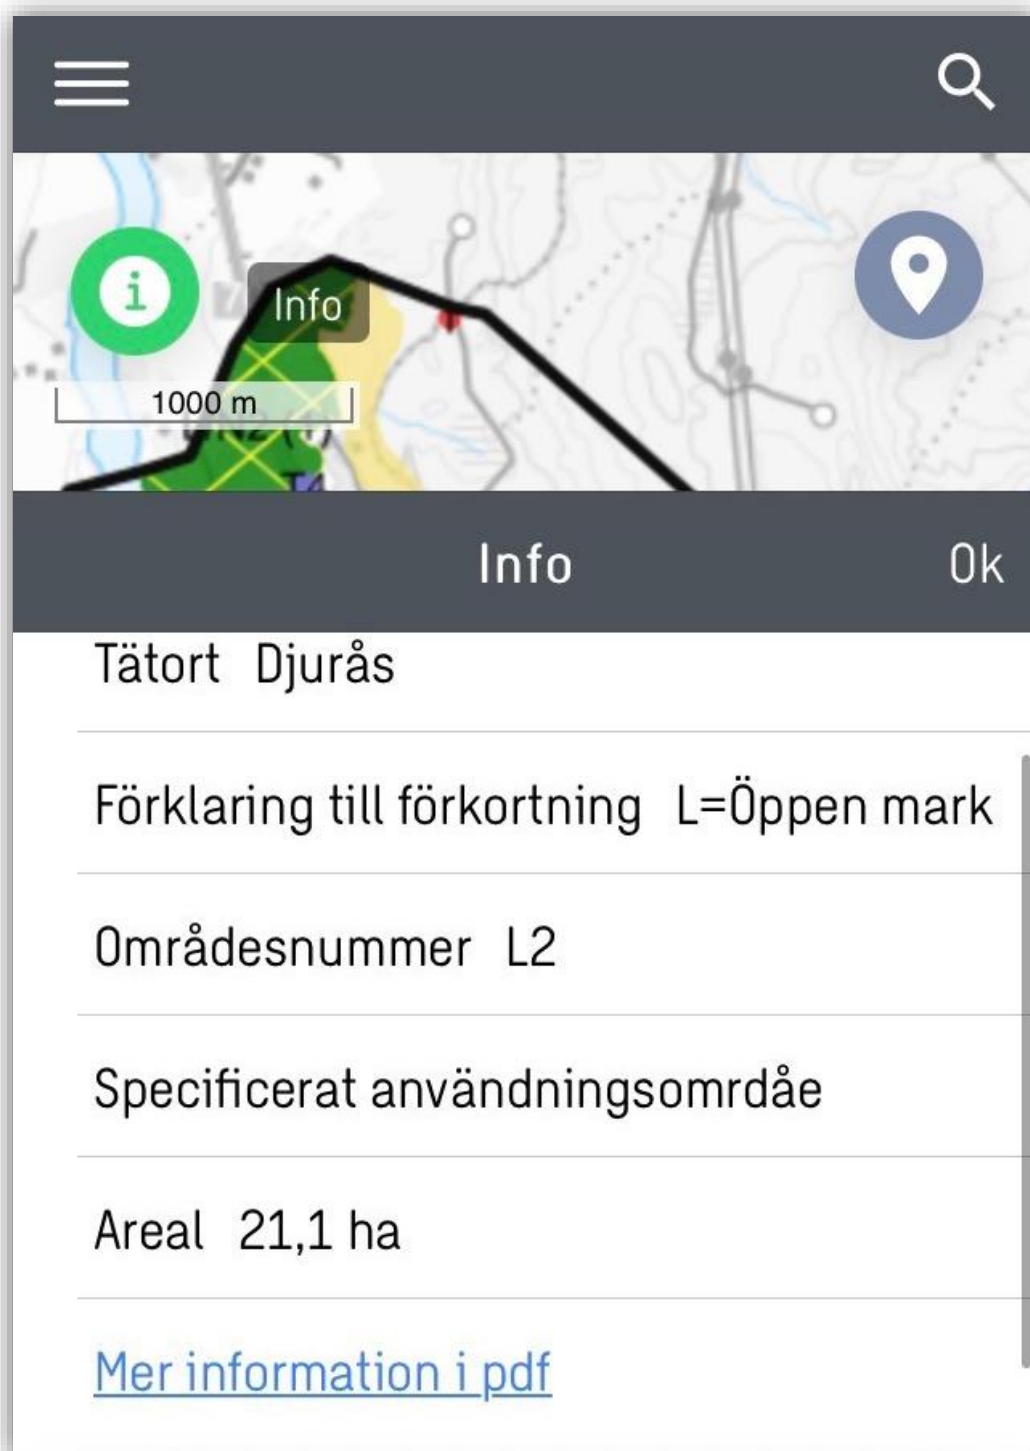 Info
1000 m
Info
Ok
Tätort Djurås
Förklaring till förkortning L=Öppen mark
Områdesnummer L2
Specificerat användningsomrdåe
Areal 21,1 ha
Mer information i pdf